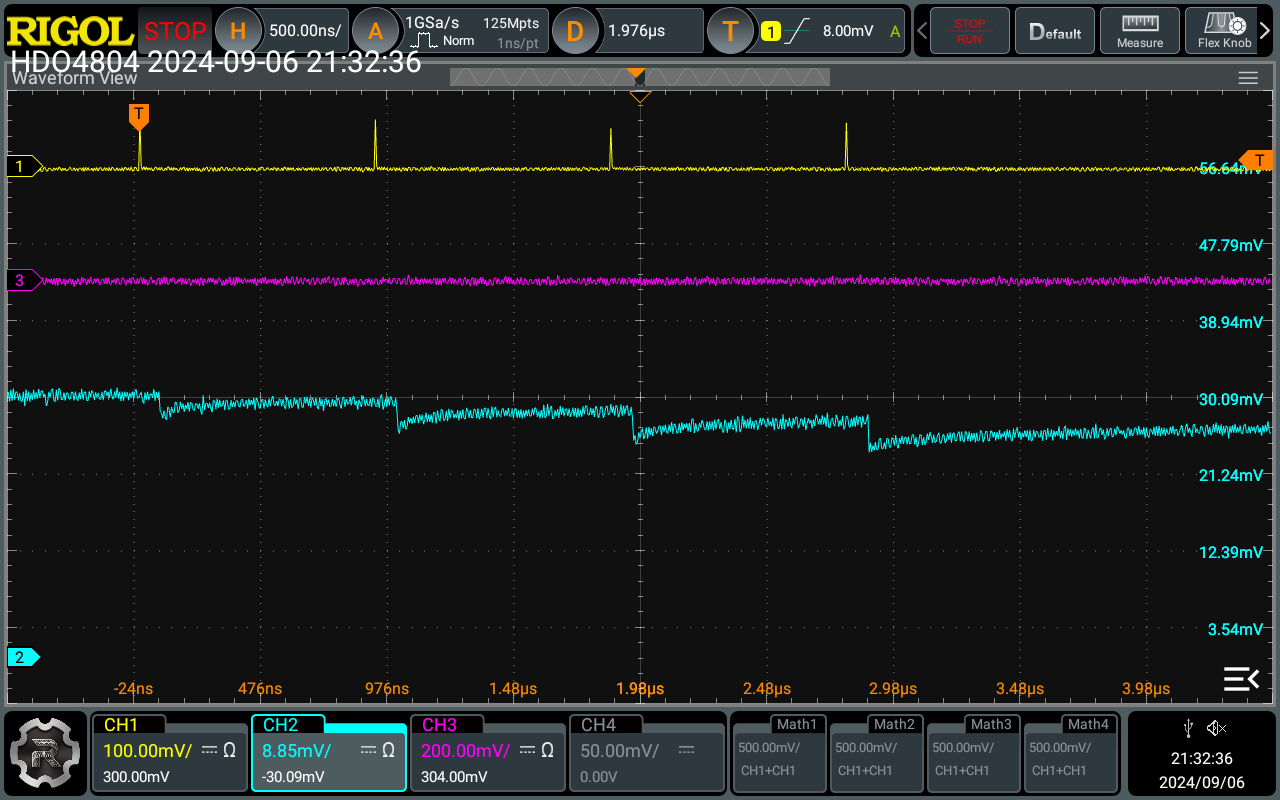 RIGOL STOP H 500.00ns/ A 1GSa/s Norm 125Mpts 1ns/pt D 1.976µs T 1 8.00mV A STOP RUN Default Measure Flex Knob
HDO4804 2024-09-06 21:32:36
Waveform View
T
1
T
56.64mV
47.79mV
3
38.94mV
30.09mV
21.24mV
12.39mV
3.54mV
2
-24ns 476ns 976ns 1.48µs 1.98µs 2.48µs 2.98µs 3.48µs 3.98µs
CH1 CH2 CH3 CH4 Math1 Math2 Math3 Math4
100.00mV/ Ω 8.85mV/ Ω 200.00mV/ Ω 50.00mV/ 500.00mV/ 500.00mV/ 500.00mV/ 500.00mV/
300.00mV -30.09mV 304.00mV 0.00V CH1+CH1 CH1+CH1 CH1+CH1 CH1+CH1
R
21:32:36
2024/09/06